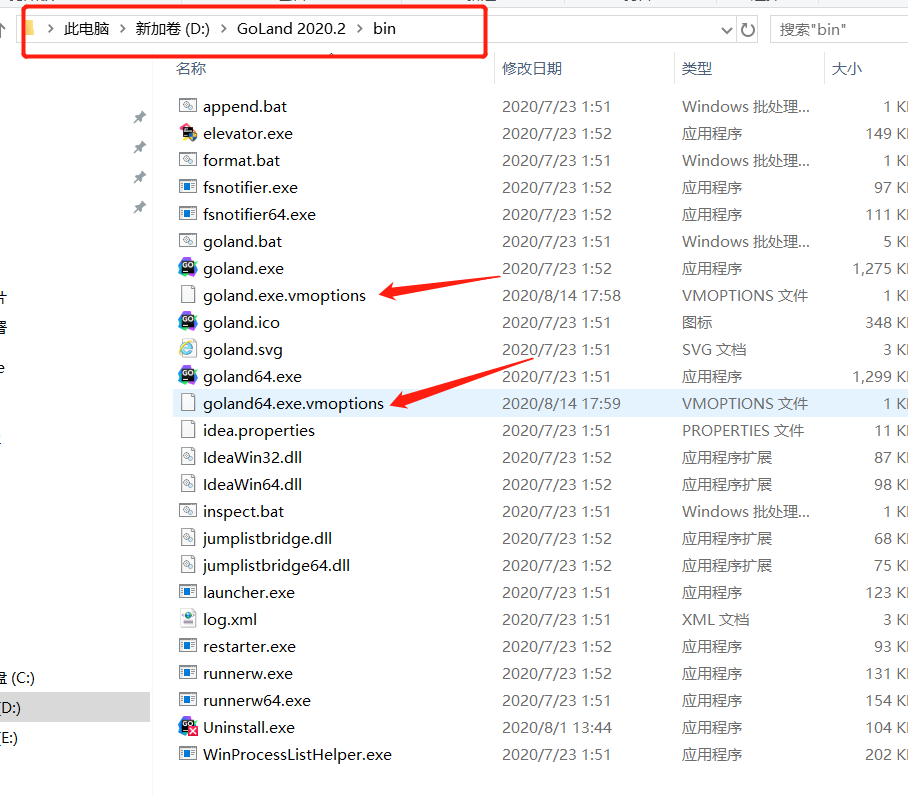 此电脑 新加卷 (D:) GoLand 2020.2 bin 搜索"bin"
名称 修改日期 类型 大小
append.bat 2020/7/23 1:51 Windows 批处理... 1 K
elevator.exe 2020/7/23 1:52 应用程序 149 K
format.bat 2020/7/23 1:51 Windows 批处理... 1 K
fsnotifier.exe 2020/7/23 1:52 应用程序 97 K
fsnotifier64.exe 2020/7/23 1:52 应用程序 111 K
goland.bat 2020/7/23 1:51 Windows 批处理... 5 K
goland.exe 2020/7/23 1:52 应用程序 1,275 K
goland.exe.vmoptions 2020/8/14 17:58 VMOPTIONS 文件 1 K
goland.ico 2020/7/23 1:51 图标 348 K
goland.svg 2020/7/23 1:51 SVG 文档 3 K
goland64.exe 2020/7/23 1:51 应用程序 1,299 K
goland64.exe.vmoptions 2020/8/14 17:59 VMOPTIONS 文件 1 K
idea.properties 2020/7/23 1:51 PROPERTIES 文件 11 K
IdeaWin32.dll 2020/7/23 1:52 应用程序扩展 87 K
IdeaWin64.dll 2020/7/23 1:52 应用程序扩展 98 K
inspect.bat 2020/7/23 1:51 Windows 批处理... 1 K
jumplistbridge.dll 2020/7/23 1:52 应用程序扩展 68 K
jumplistbridge64.dll 2020/7/23 1:52 应用程序扩展 75 K
launcher.exe 2020/7/23 1:52 应用程序 123 K
log.xml 2020/7/23 1:51 XML 文档 3 K
restarter.exe 2020/7/23 1:52 应用程序 93 K
盘 (C:)
runnerw.exe 2020/7/23 1:51 应用程序 131 K
runnerw64.exe 2020/7/23 1:51 应用程序 154 K
(D:)
Uninstall.exe 2020/8/1 13:44 应用程序 104 K
(E:)
WinProcessListHelper.exe 2020/7/23 1:51 应用程序 202 K